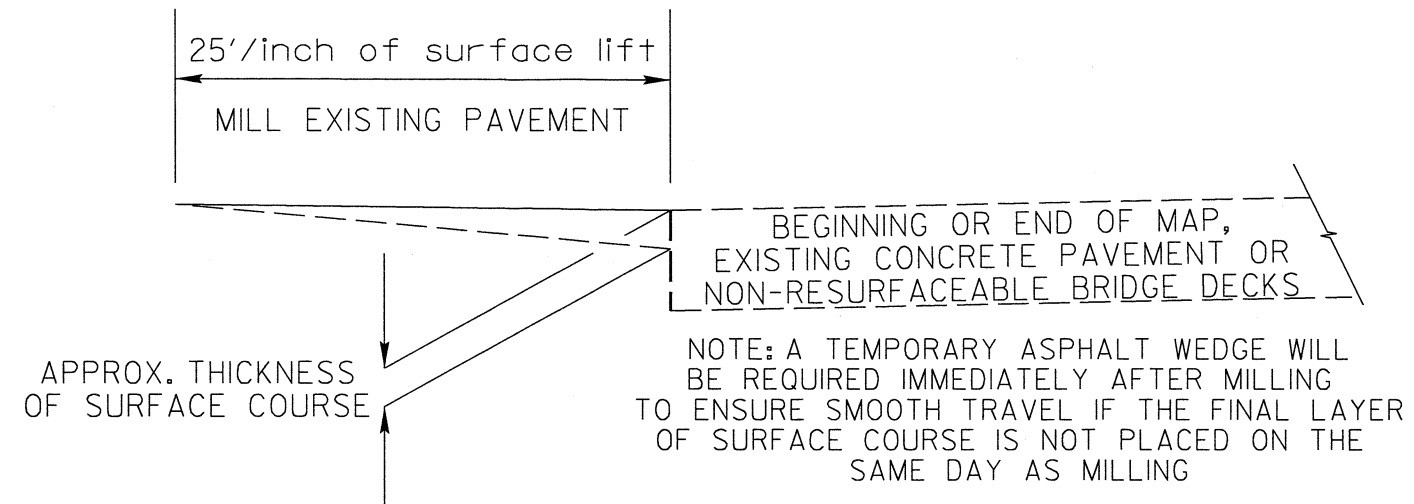 25'/inch of surface lift
MILL EXISTING PAVEMENT
BEGINNING OR END OF MAP,
EXISTING CONCRETE PAVEMENT OR
NON-RESURFACEABLE BRIDGE DECKS
APPROX. THICKNESS
OF SURFACE COURSE
NOTE: A TEMPORARY ASPHALT WEDGE WILL
BE REQUIRED IMMEDIATELY AFTER MILLING
TO ENSURE SMOOTH TRAVEL IF THE FINAL LAYER
OF SURFACE COURSE IS NOT PLACED ON THE
SAME DAY AS MILLING